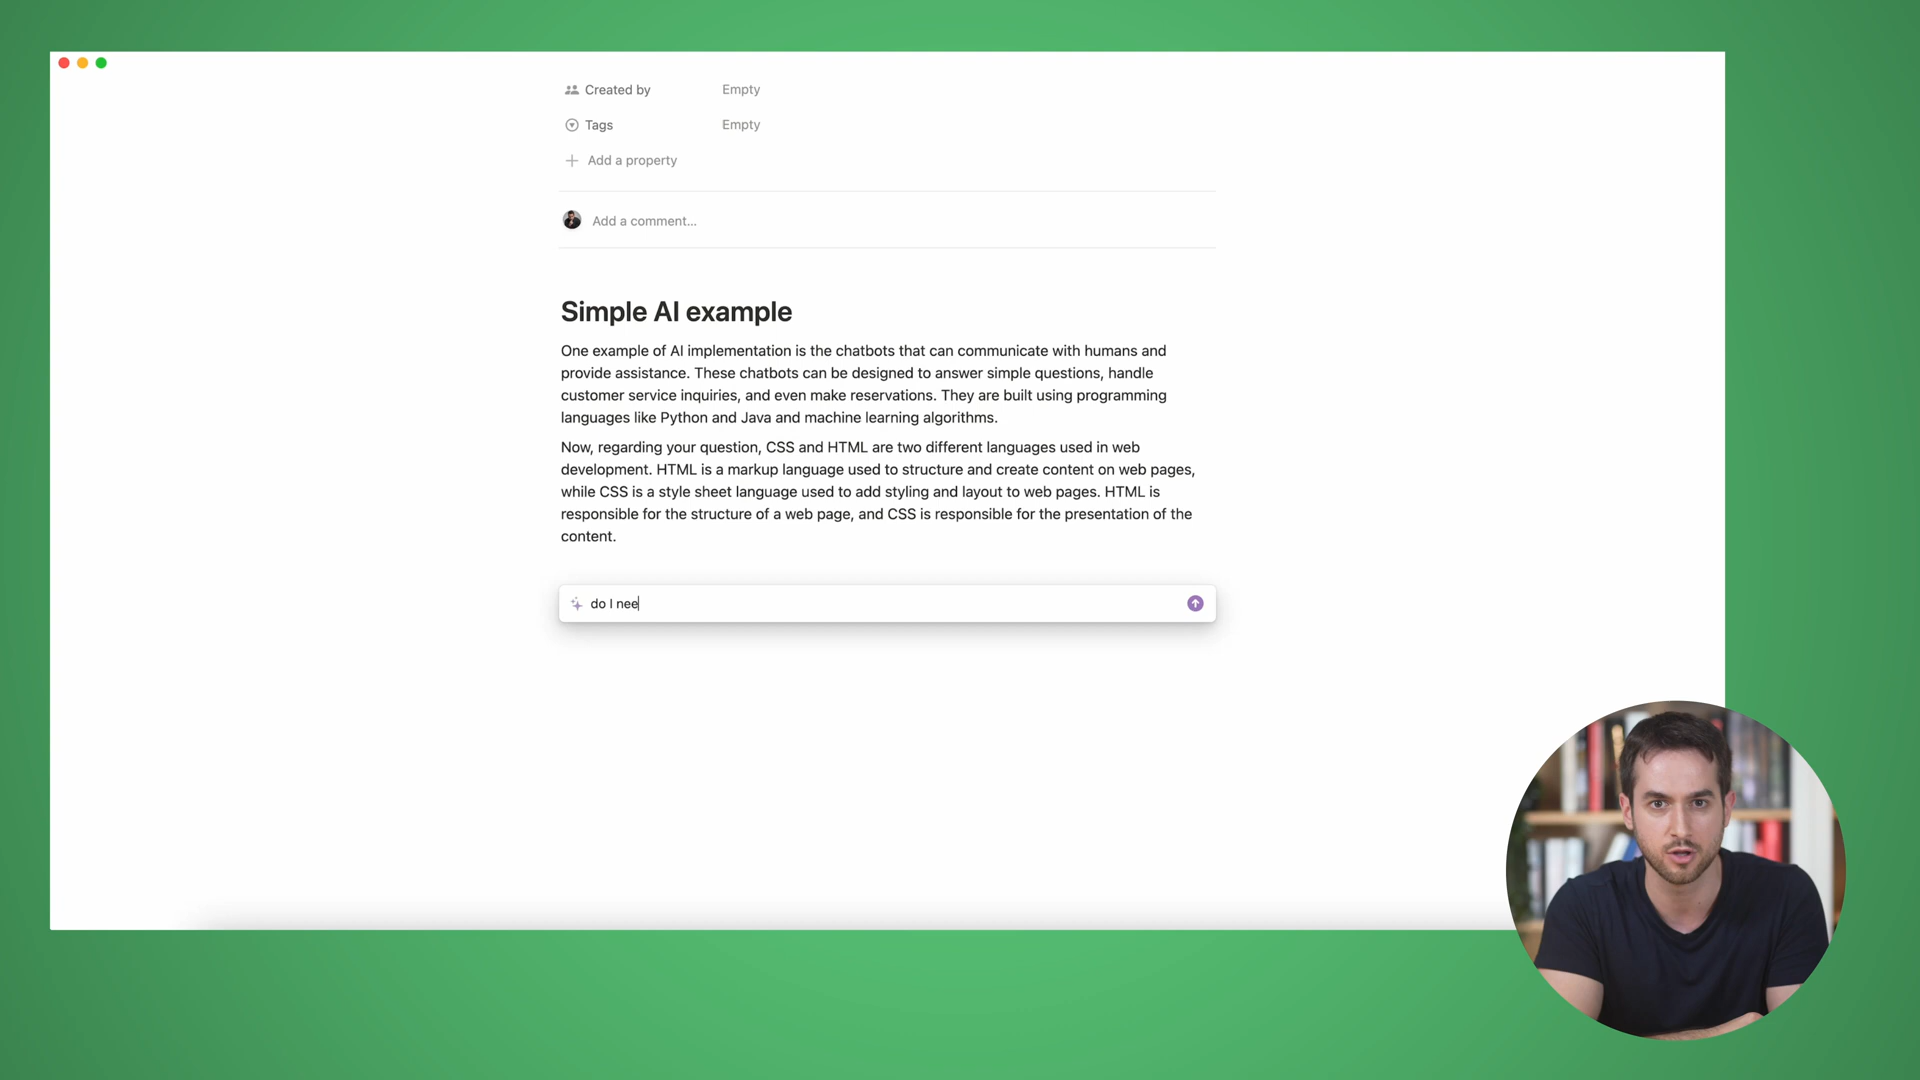 Created by Empty
Tags Empty
Add a property
Add a comment...
Simple AI example
One example of AI implementation is the chatbots that can communicate with humans and
provide assistance. These chatbots can be designed to answer simple questions, handle
customer service inquiries, and even make reservations. They are built using programming
languages like Python and Java and machine learning algorithms.
Now, regarding your question, CSS and HTML are two different languages used in web
development. HTML is a markup language used to structure and create content on web pages,
while CSS is a style sheet language used to add styling and layout to web pages. HTML is
responsible for the structure of a web page, and CSS is responsible for the presentation of the
content.
do I nee